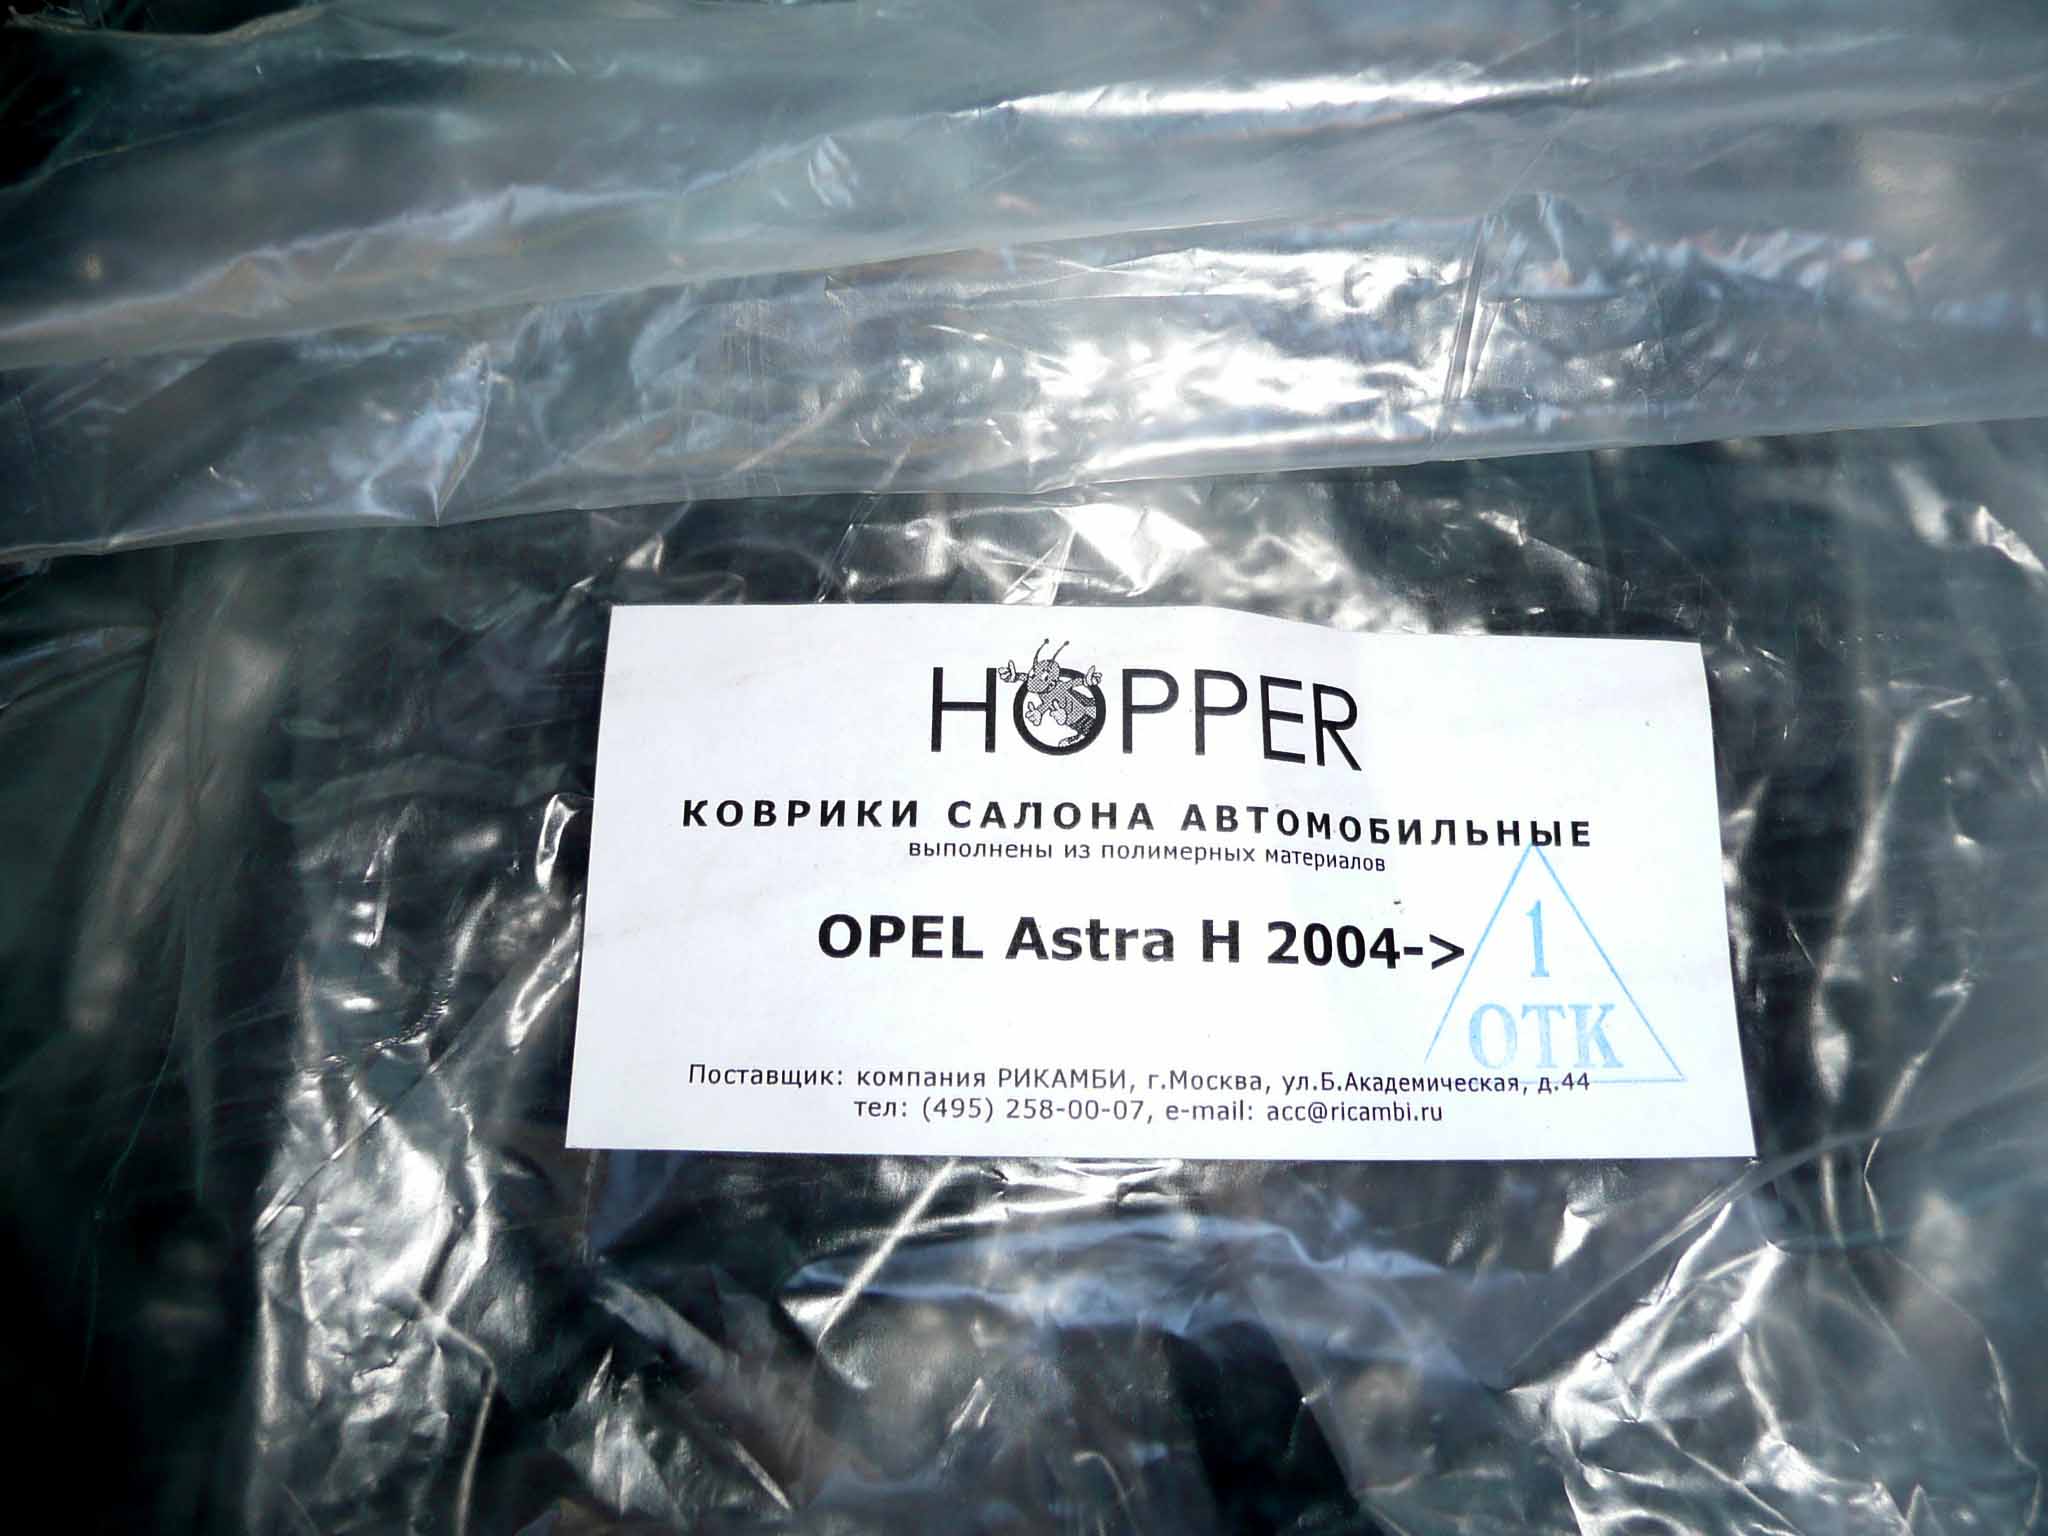 HOPPER
КОВРИКИ САЛОНА АВТОМОБИЛЬНЫЕ
выполнены из полимерных материалов
OPEL Astra H 2004->
1
ОТК
Поставщик: компания РИКАМБИ, г.Москва, ул.Б.Академическая, д.44
тел: (495) 258-00-07, e-mail: acc@ricambi.ru